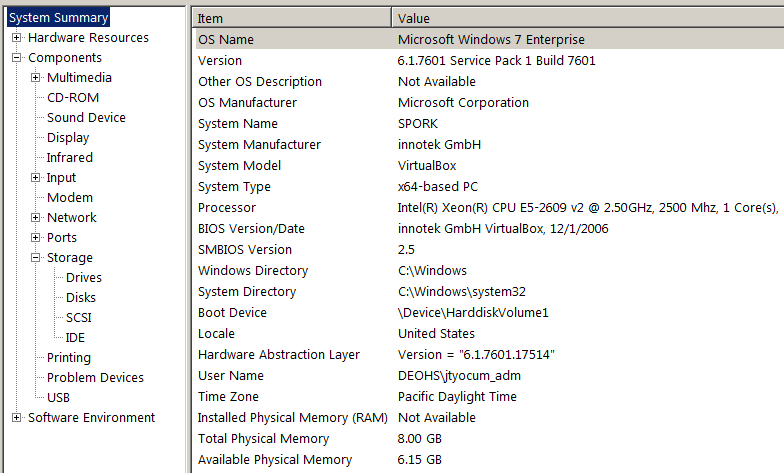 System Summary
Hardware Resources
Components
Multimedia
CD-ROM
Sound Device
Display
Infrared
Input
Modem
Network
Ports
Storage
Drives
Disks
SCSI
IDE
Printing
Problem Devices
USB
Software Environment
Item Value
OS Name Microsoft Windows 7 Enterprise
Version 6.1.7601 Service Pack 1 Build 7601
Other OS Description Not Available
OS Manufacturer Microsoft Corporation
System Name SPORK
System Manufacturer innotek GmbH
System Model VirtualBox
System Type x64-based PC
Processor Intel(R) Xeon(R) CPU E5-2609 v2 @ 2.50GHz, 2500 Mhz, 1 Core(s),
BIOS Version/Date innotek GmbH VirtualBox, 12/1/2006
SMBIOS Version 2.5
Windows Directory C:\Windows
System Directory C:\Windows\system32
Boot Device \Device\HarddiskVolume1
Locale United States
Hardware Abstraction Layer Version = "6.1.7601.17514"
User Name DEOHS\jtyocum_adm
Time Zone Pacific Daylight Time
Installed Physical Memory (RAM) Not Available
Total Physical Memory 8.00 GB
Available Physical Memory 6.15 GB